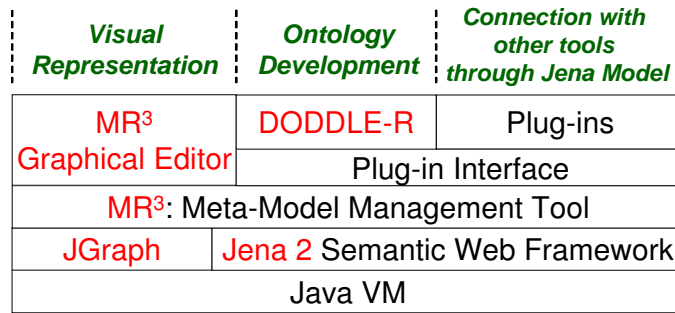 Visual
Representation
Ontology
Development
Connection with
other tools
through Jena Model
MR³
Graphical Editor
DODDLE-R
Plug-ins
Plug-in Interface
MR³: Meta-Model Management Tool
JGraph
Jena 2 Semantic Web Framework
Java VM